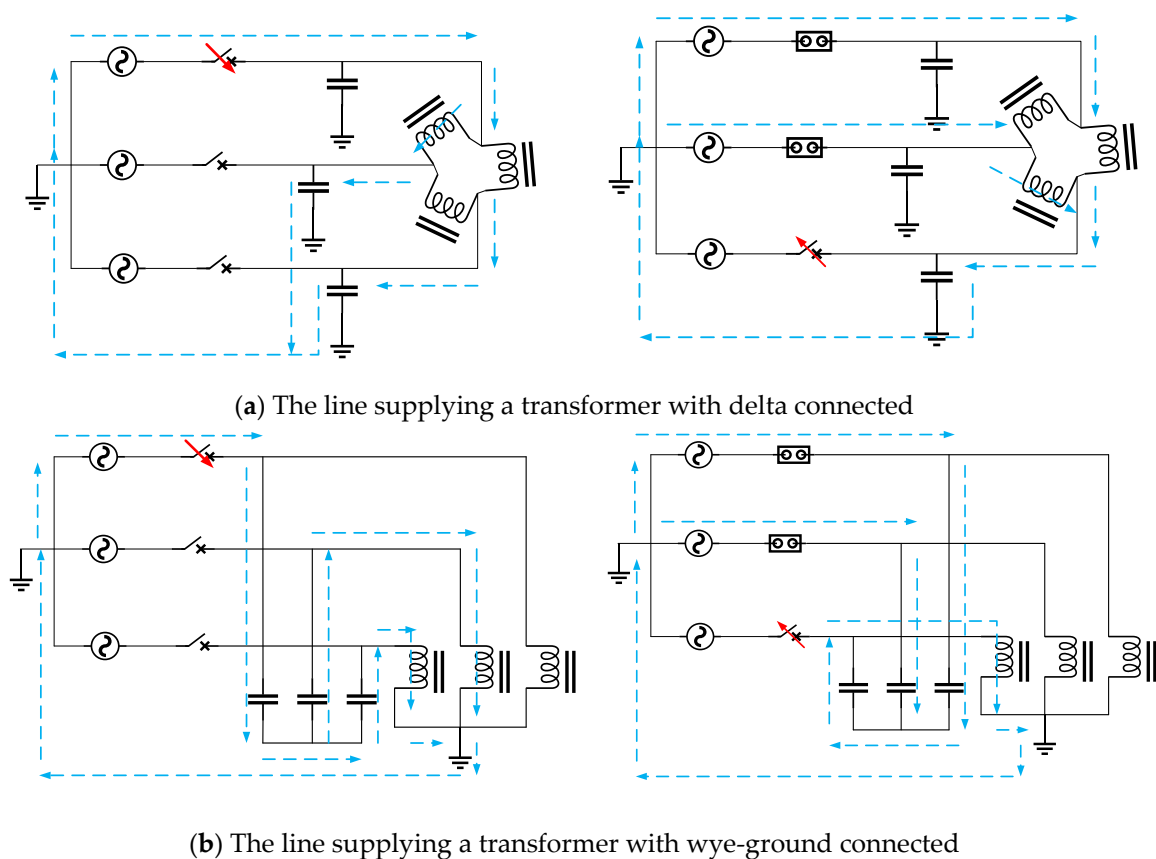 (a) The line supplying a transformer with delta connected
(b) The line supplying a transformer with wye-ground connected